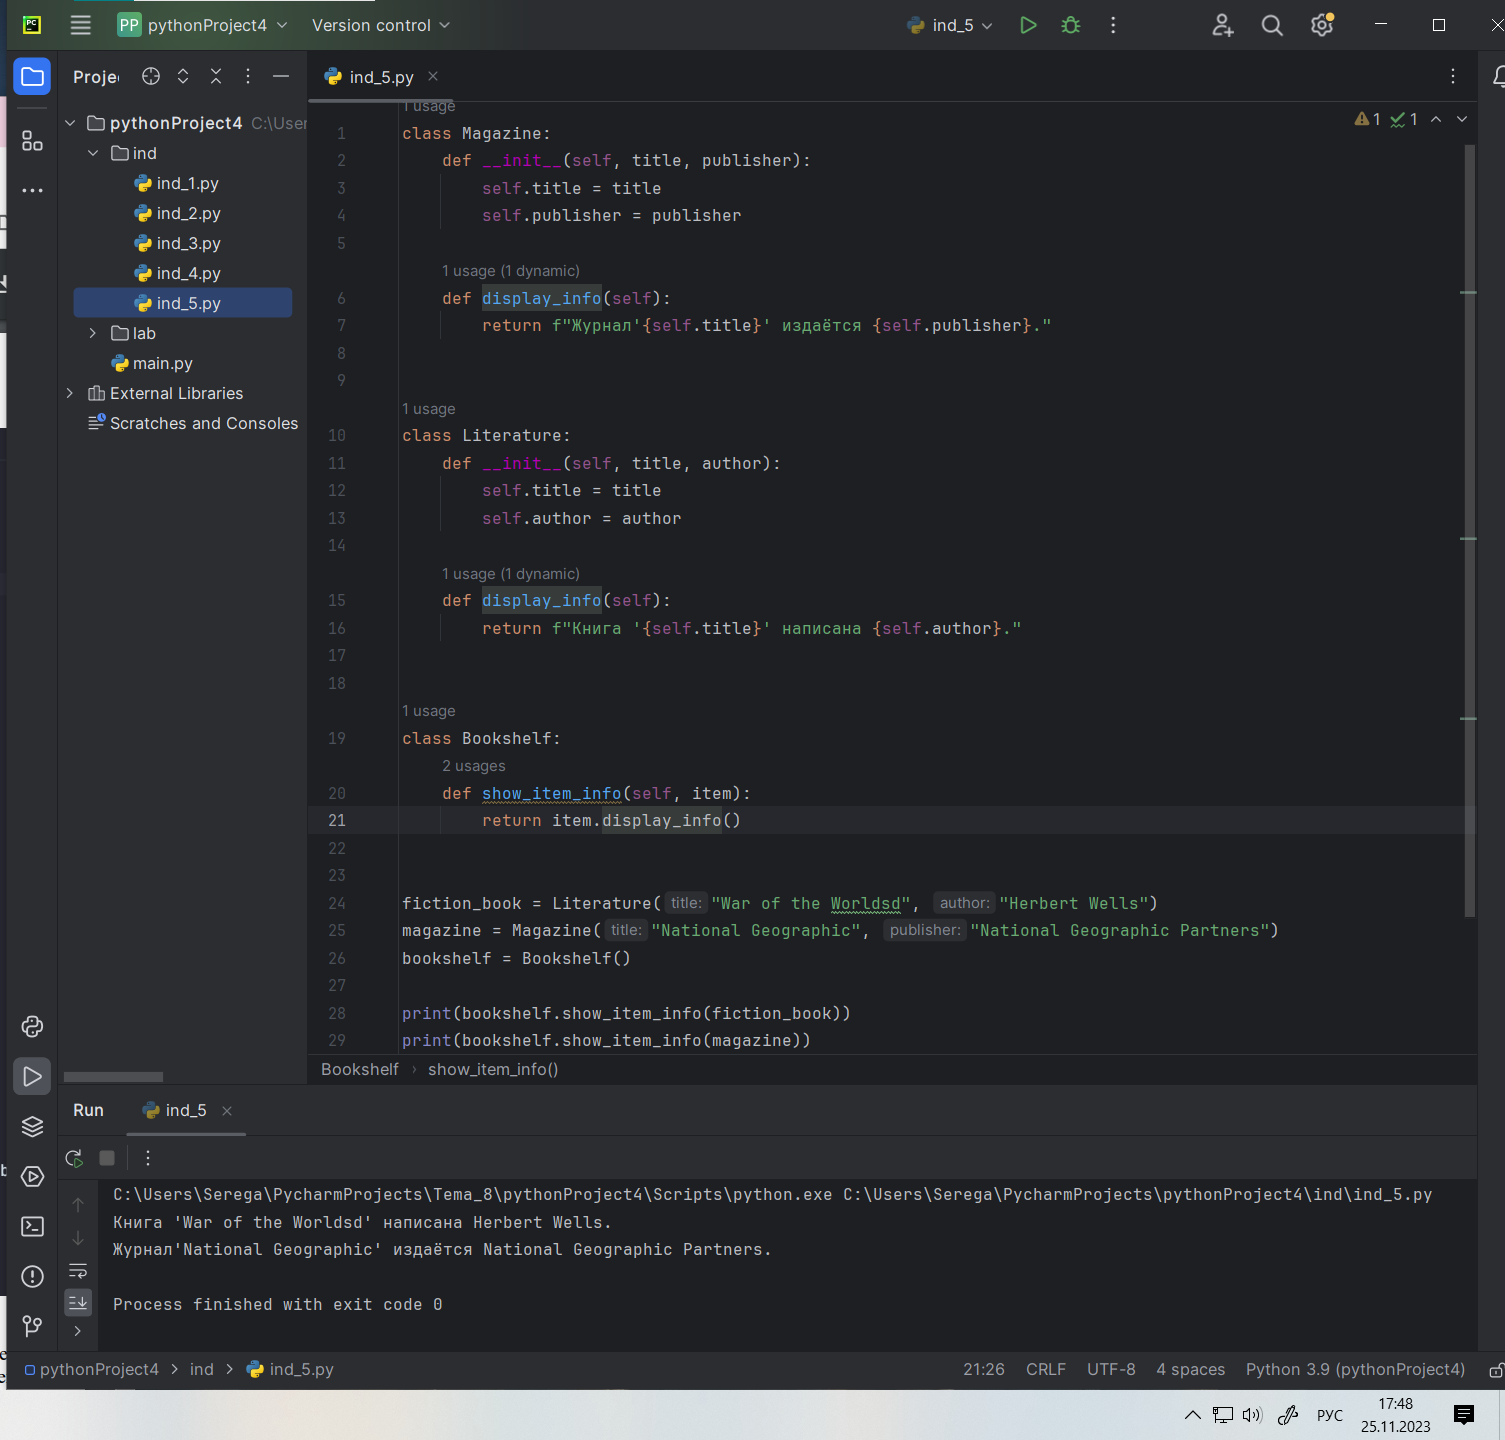 PP pythonProject4 Version control ind_5
Proje
ind_5.py
pythonProject4 C:\User
ind
ind_1.py
ind_2.py
ind_3.py
ind_4.py
ind_5.py
lab
main.py
External Libraries
Scratches and Consoles
1 usage
1 class Magazine:
2 def __init__(self, title, publisher):
3 self.title = title
4 self.publisher = publisher
5
1 usage (1 dynamic)
6 def display_info(self):
7 return f"Журнал'{self.title}' издаётся {self.publisher}."
8
9
1 usage
10 class Literature:
11 def __init__(self, title, author):
12 self.title = title
13 self.author = author
14
1 usage (1 dynamic)
15 def display_info(self):
16 return f"Книга '{self.title}' написана {self.author}."
17
18
1 usage
19 class Bookshelf:
2 usages
20 def show_item_info(self, item):
21 return item.display_info()
22
23
24 fiction_book = Literature( title: "War of the Worldsd", author: "Herbert Wells")
25 magazine = Magazine( title: "National Geographic", publisher: "National Geographic Partners")
26 bookshelf = Bookshelf()
27
28 print(bookshelf.show_item_info(fiction_book))
29 print(bookshelf.show_item_info(magazine))
1 1
Bookshelf › show_item_info()
Run ind_5
C:\Users\Serega\PycharmProjects\Tema_8\pythonProject4\Scripts\python.exe C:\Users\Serega\PycharmProjects\pythonProject4\ind\ind_5.py
Книга 'War of the Worldsd' написана Herbert Wells.
Журнал'National Geographic' издаётся National Geographic Partners.
Process finished with exit code 0
pythonProject4 > ind > ind_5.py 21:26 CRLF UTF-8 4 spaces Python 3.9 (pythonProject4)
РУС 17:48
25.11.2023